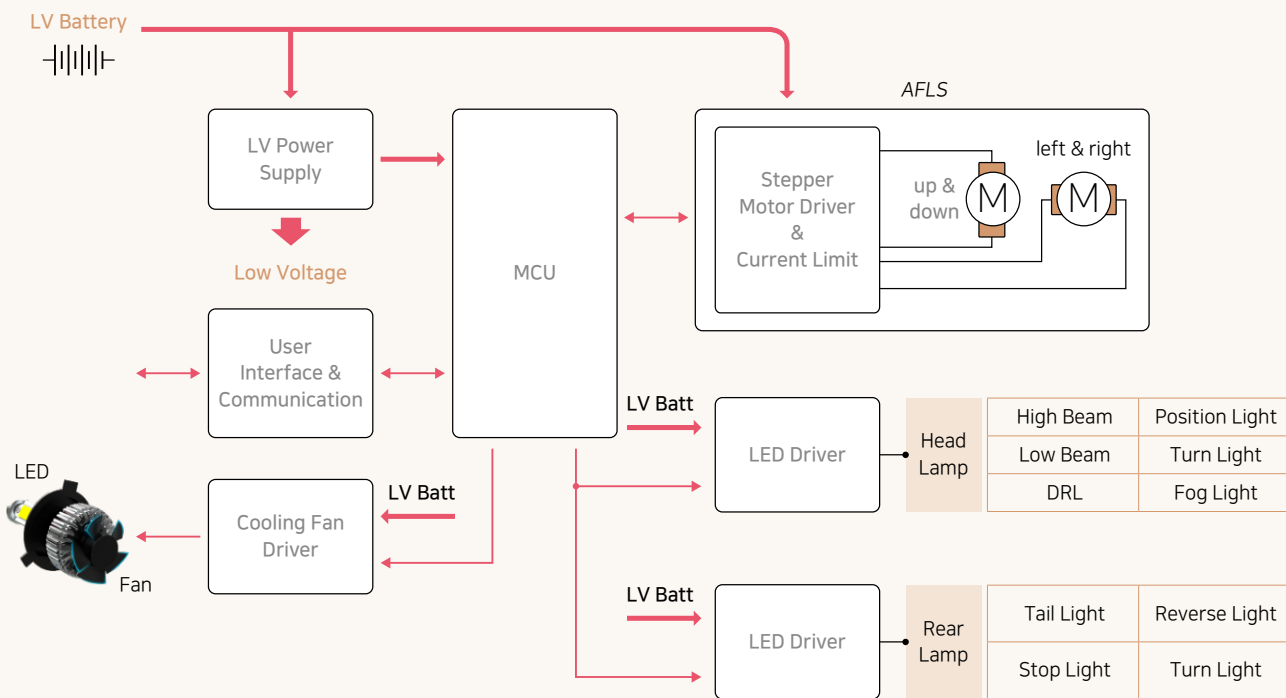 LV Battery
AFLS
LV Power
Supply
Low Voltage
MCU
Stepper
Motor Driver
&
Current Limit
up &
down
M
left & right
M
User
Interface &
Communication
LED
Fan
Cooling Fan
Driver
LV Batt
LV Batt
LED Driver
Head
Lamp
High Beam
Position Light
Low Beam
Turn Light
DRL
Fog Light
LV Batt
LED Driver
Rear
Lamp
Tail Light
Reverse Light
Stop Light
Turn Light